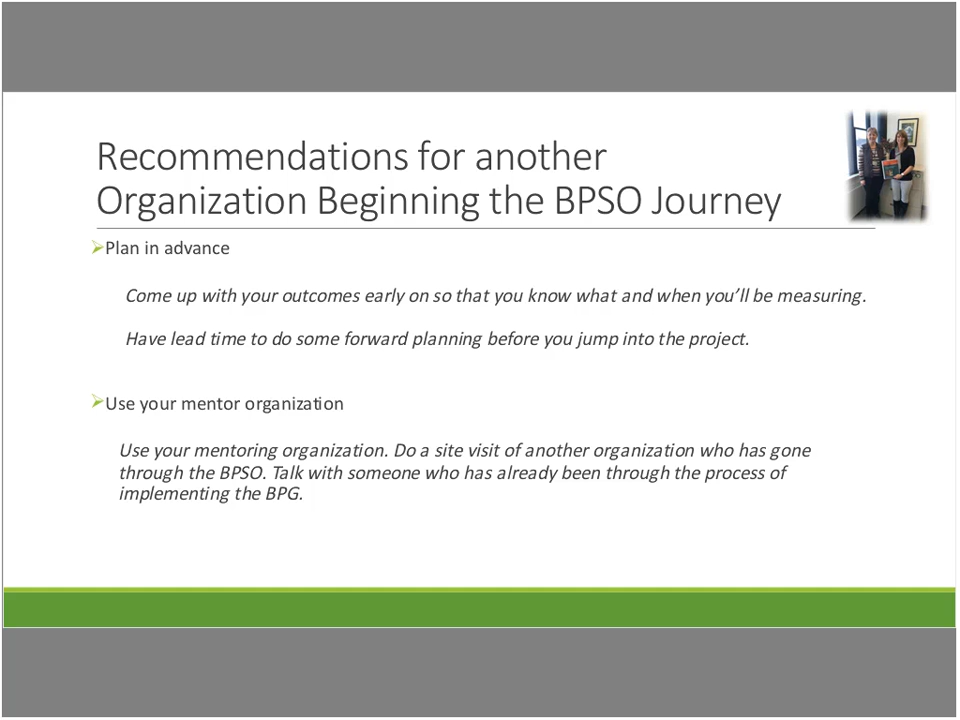 Recommendations for another
Organization Beginning the BPSO Journey
Plan in advance
Come up with your outcomes early on so that you know what and when you’ll be measuring.
Have lead time to do some forward planning before you jump into the project.
Use your mentor organization
Use your mentoring organization. Do a site visit of another organization who has gone
through the BPSO. Talk with someone who has already been through the process of
implementing the BPG.